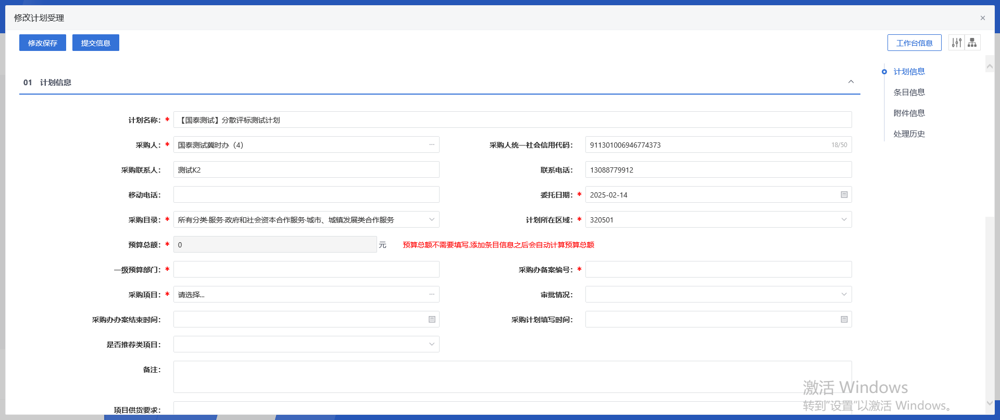 修改计划受理
修改保存 提交信息 工作台信息
计划信息
条目信息
附件信息
处理历史
01 计划信息
计划名称： * 【国泰测试】分散评标测试计划
采购人： * 国泰测试冀时办（4） ... 采购人统一社会信用代码： 911301006946774373 18/50
采购联系人： 测试K2 联系电话： 13088779912
移动电话： 委托日期： * 2025-02-14
采购目录： * 所有分类·服务·政府和社会资本合作服务·城市、城镇发展类合作服务 计划所在区域： * 320501
预算总额： * 0 元 预算总额不需要填写,添加条目信息之后会自动计算预算总额
一级预算部门： * 采购办备案编号： *
采购项目： * 请选择... ... 审批情况：
采购办办案结束时间： 采购计划填写时间：
是否推荐类项目：
备注：
项目供货要求：
激活 Windows
转到"设置"以激活 Windows。